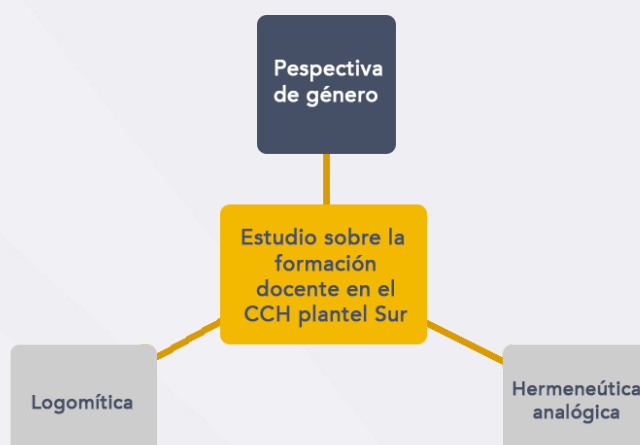 Pespectiva
de género
Estudio sobre la
formación
docente en el
CCH plantel Sur
Logomítica
Hermeneútica
analógica